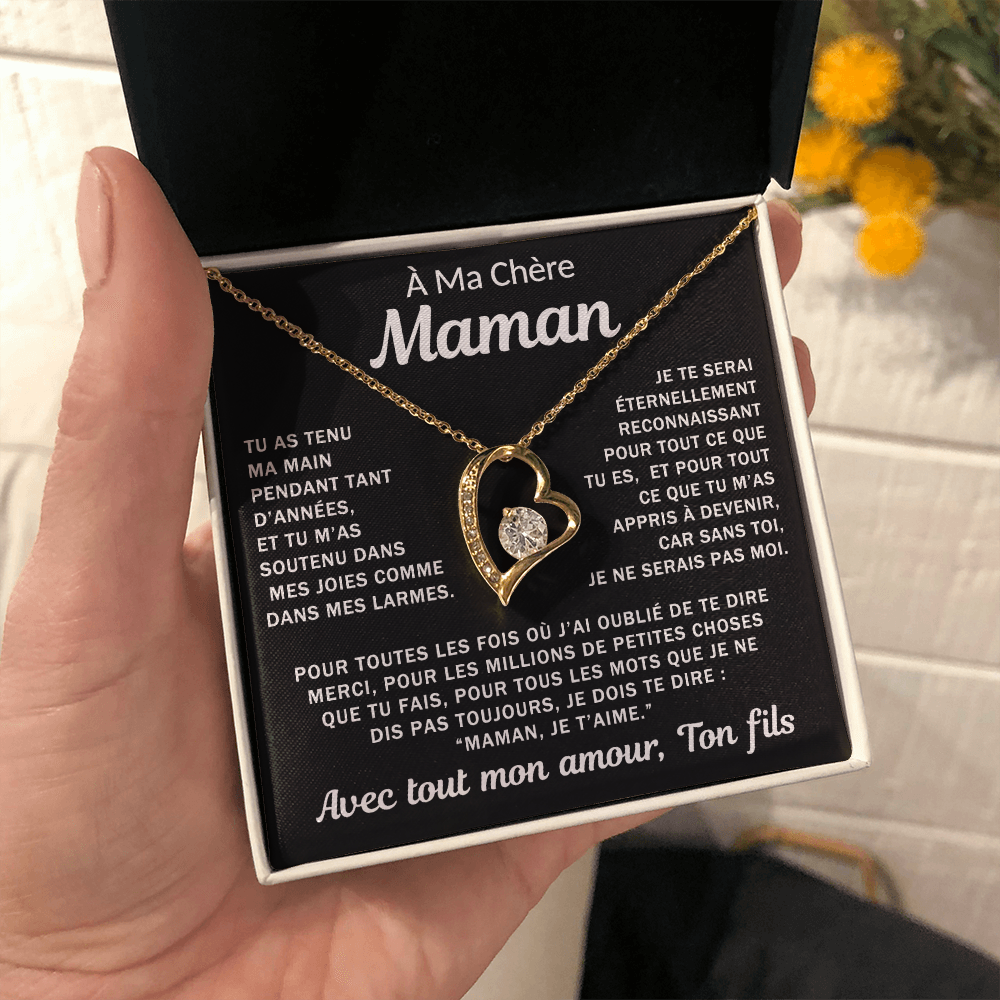 À Ma Chère
Maman
TU AS TENU
MA MAIN
PENDANT TANT
D'ANNÉES,
ET TU M'AS
SOUTENU DANS
MES JOIES COMME
DANS MES LARMES.
JE TE SERAI
ÉTERNELLEMENT
RECONNAISSANT
POUR TOUT CE QUE
TU ES, ET POUR TOUT
CE QUE TU M'AS
APPRIS À DEVENIR,
CAR SANS TOI,
JE NE SERAIS PAS MOI.
POUR TOUTES LES FOIS OÙ J'AI OUBLIÉ DE TE DIRE
MERCI, POUR LES MILLIONS DE PETITES CHOSES
QUE TU FAIS, POUR TOUS LES MOTS QUE JE NE
DIS PAS TOUJOURS, JE DOIS TE DIRE :
“MAMAN, JE T'AIME.”
Avec tout mon amour, Ton fils